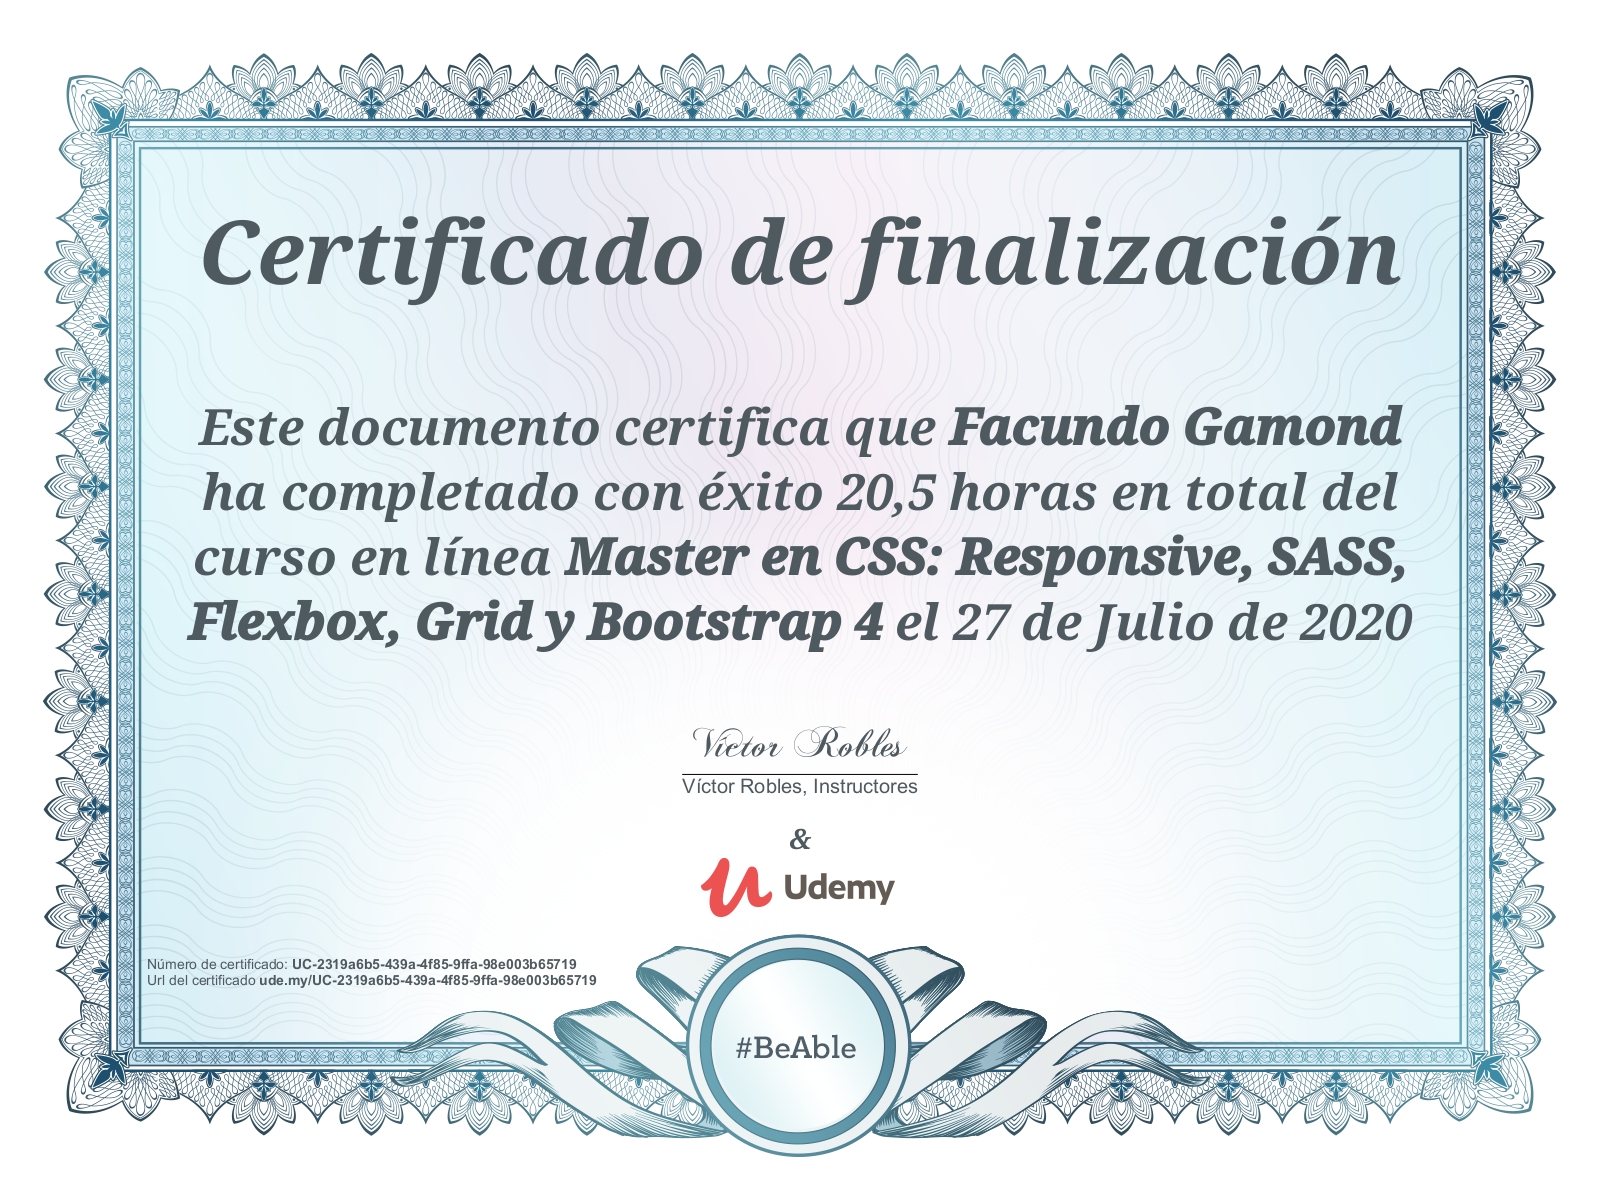 Certificado de finalización
Este documento certifica que Facundo Gamond
ha completado con éxito 20,5 horas en total del
curso en línea Master en CSS: Responsive, SASS,
Flexbox, Grid y Bootstrap 4 el 27 de Julio de 2020
Víctor Robles
Víctor Robles, Instructores
&
Udemy
Número de certificado: UC-2319a6b5-439a-4f85-9ffa-98e003b65719
Url del certificado ude.my/UC-2319a6b5-439a-4f85-9ffa-98e003b65719
#BeAble